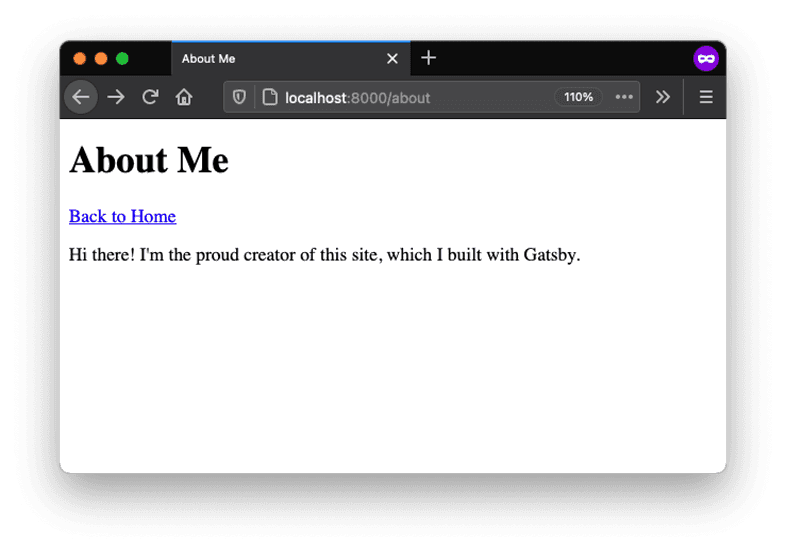 About Me
localhost:8000/about
110%
About Me
Back to Home
Hi there! I'm the proud creator of this site, which I built with Gatsby.